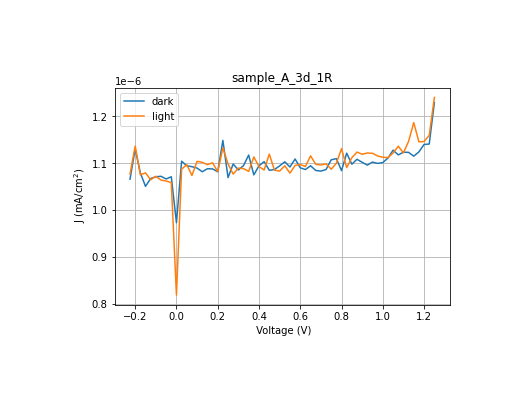 sample_A_3d_1R
1e−6
dark
light
1.2
1.1
1.0
0.9
0.8
J (mA/cm²)
−0.2 0.0 0.2 0.4 0.6 0.8 1.0 1.2
Voltage (V)